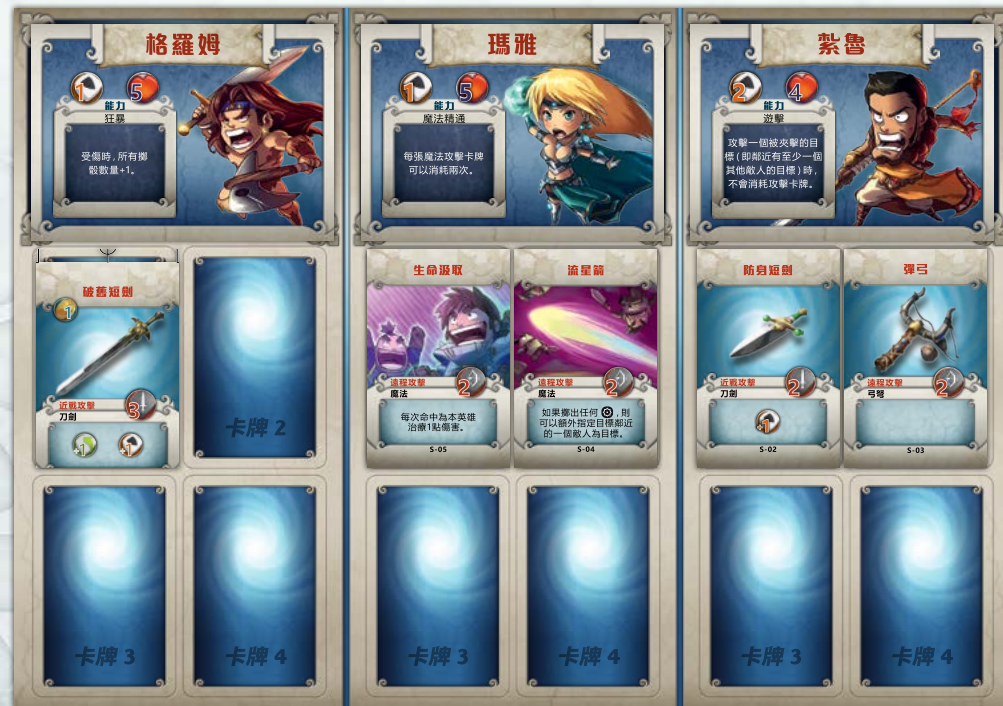 格羅姆
1 5
能力
狂暴
受傷時，所有擲
骰數量+1。
瑪雅
1 5
能力
魔法精通
每張魔法攻擊卡牌
可以消耗兩次。
紮魯
2 4
能力
遊擊
攻擊一個被夾擊的目
標（即鄰近有至少一個
其他敵人的目標）時，
不會消耗攻擊卡牌。
破舊短劍
1
近戰攻擊
刀劍
3
+1 +1
卡牌 2
生命汲取
遠程攻擊
魔法
2
每次命中為本英雄
治療1點傷害。
S-05
流星箭
遠程攻擊
魔法
2
如果擲出任何，則
可以額外指定目標鄰近
的一個敵人為目標。
S-04
防身短劍
近戰攻擊
刀劍
2
+1
S-02
彈弓
遠程攻擊
弓弩
2
S-03
卡牌 3
卡牌 4
卡牌 3
卡牌 4
卡牌 3
卡牌 4